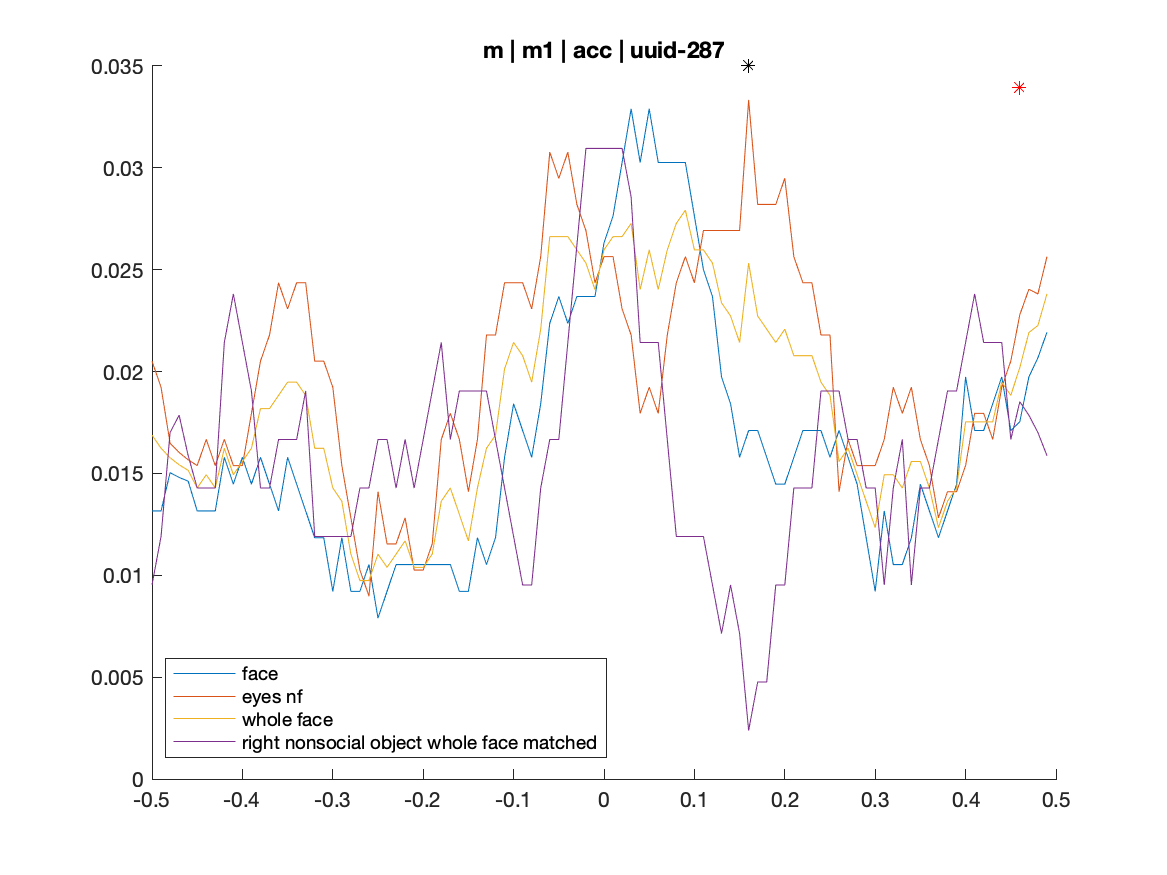 m | m1 | acc | uuid-287
0.035
0.03
0.025
0.02
0.015
0.01
0.005
0
face
eyes nf
whole face
right nonsocial object whole face matched
-0.5 -0.4 -0.3 -0.2 -0.1 0 0.1 0.2 0.3 0.4 0.5